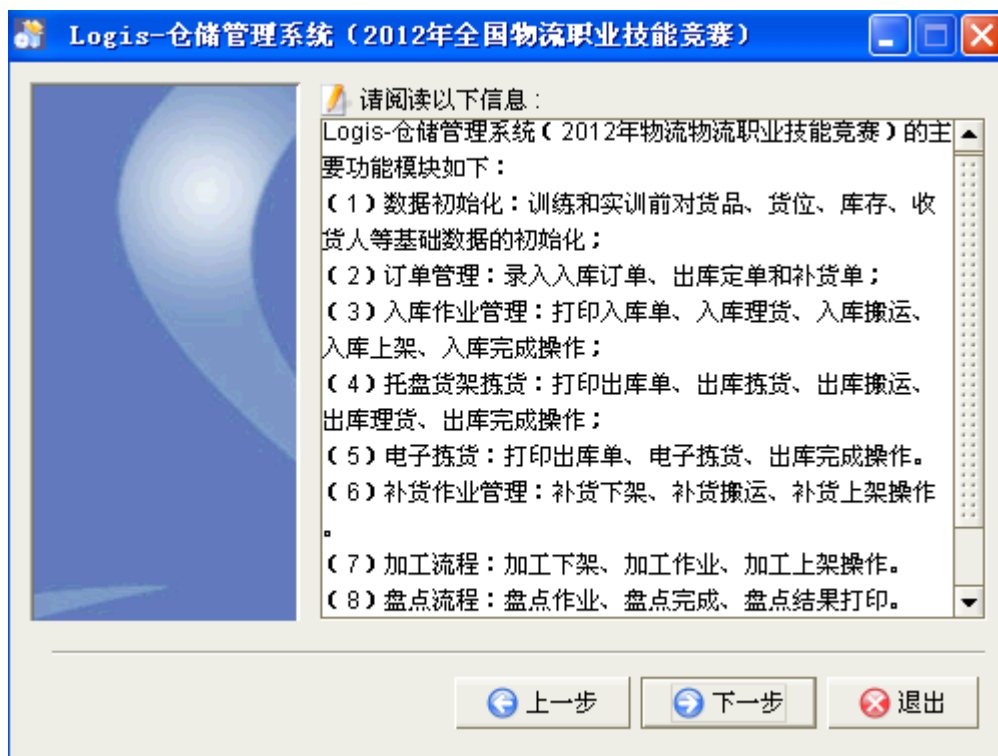 Logis-仓储管理系统（2012年全国物流职业技能竞赛）
请阅读以下信息：
Logis-仓储管理系统（2012年物流物流职业技能竞赛）的主
要功能模块如下：
（1）数据初始化：训练和实训前对货品、货位、库存、收
货人等基础数据的初始化；
（2）订单管理：录入入库订单、出库定单和补货单；
（3）入库作业管理：打印入库单、入库理货、入库搬运、
入库上架、入库完成操作；
（4）托盘货架拣货：打印出库单、出库拣货、出库搬运、
出库理货、出库完成操作；
（5）电子拣货：打印出库单、电子拣货、出库完成操作。
（6）补货作业管理：补货下架、补货搬运、补货上架操作
。
（7）加工流程：加工下架、加工作业、加工上架操作。
（8）盘点流程：盘点作业、盘点完成、盘点结果打印。
上一步 下一步 退出